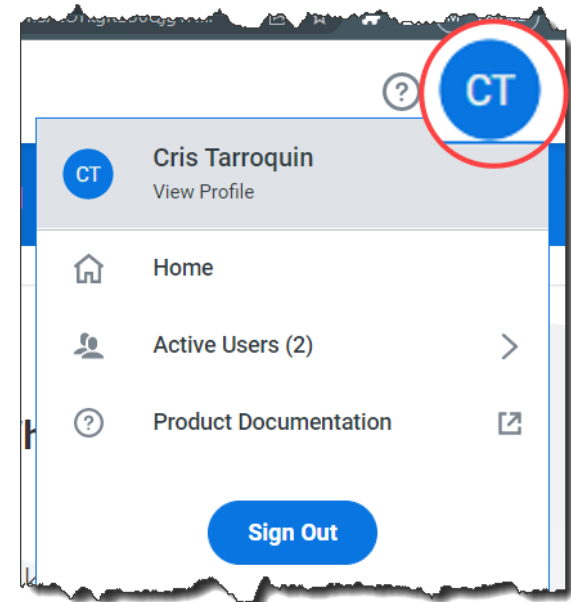 CT
CT
Cris Tarroquin
View Profile
Home
Active Users (2)
Product Documentation
Sign Out